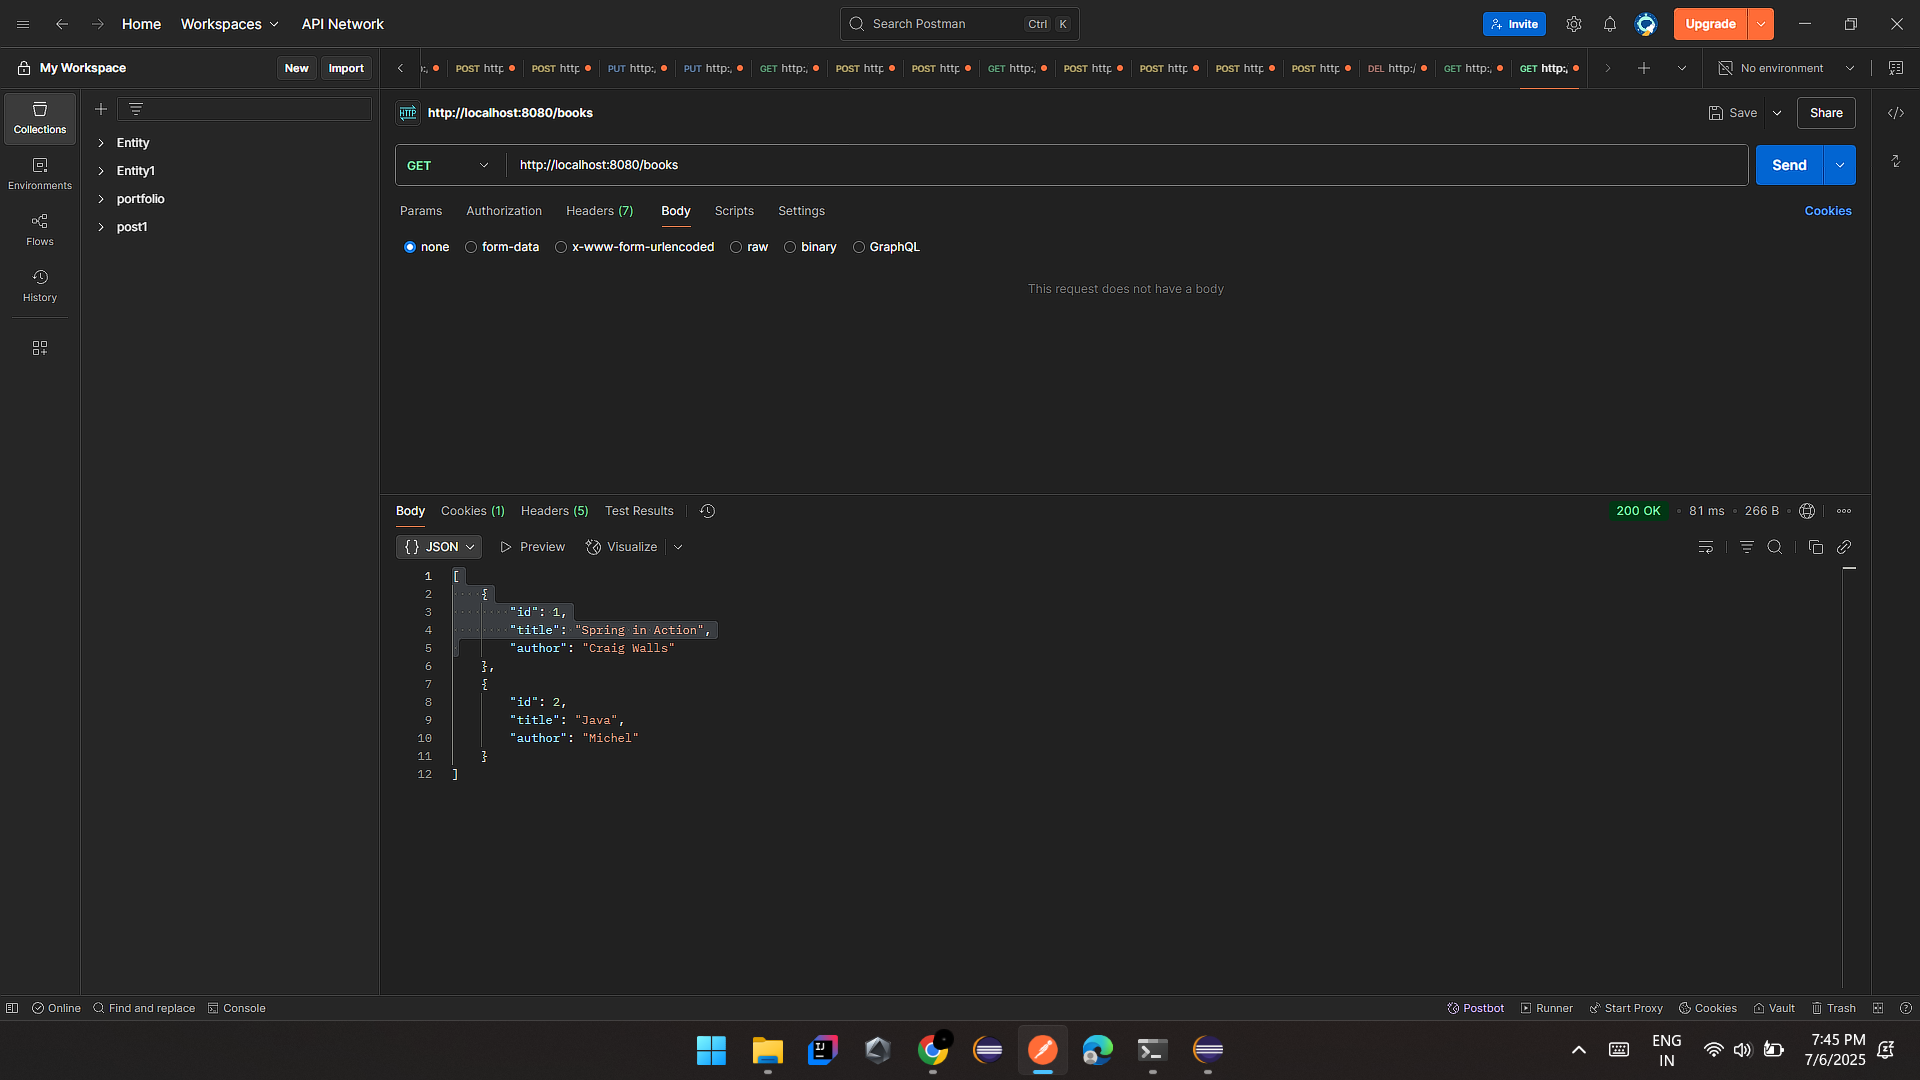 Home Workspaces API Network Search Postman Ctrl K Invite Upgrade
My Workspace New Import POST http POST http PUT http:, PUT http:, GET http:, POST http POST http GET http:, POST http POST http POST http POST http DEL http:/ GET http:, GET http:, No environment
Collections
Environments
Flows
History
Entity
Entity1
portfolio
post1
HTTP http://localhost:8080/books Save Share
GET http://localhost:8080/books Send
Params Authorization Headers (7) Body Scripts Settings Cookies
none form-data x-www-form-urlencoded raw binary GraphQL
This request does not have a body
Body Cookies (1) Headers (5) Test Results 200 OK • 81 ms • 266 B •
{} JSON Preview Visualize
1 [
2 {
3 "id": 1,
4 "title": "Spring in Action",
5 "author": "Craig Walls"
6 },
7 {
8 "id": 2,
9 "title": "Java",
10 "author": "Michel"
11 }
12 ]
Online Find and replace Console Postbot Runner Start Proxy Cookies Vault Trash
IJ
ENG
IN
7:45 PM
7/6/2025